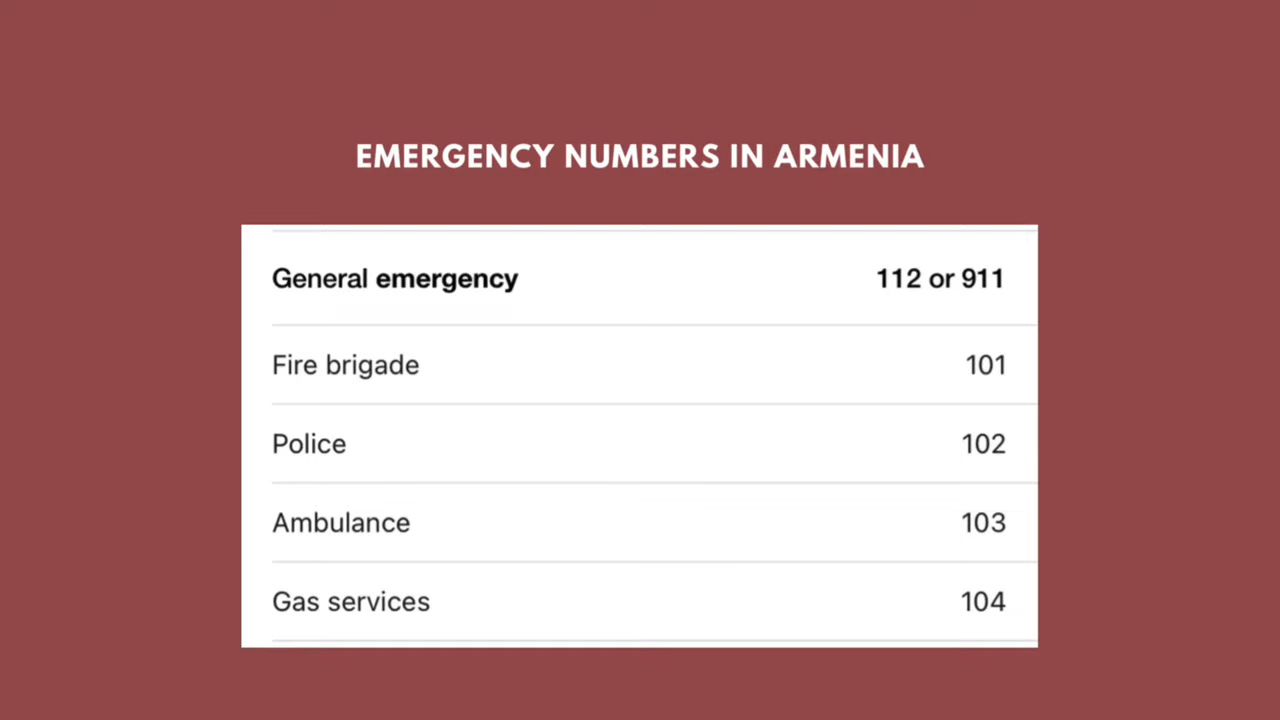 EMERGENCY NUMBERS IN ARMENIA
General emergency 112 or 911
Fire brigade 101
Police 102
Ambulance 103
Gas services 104